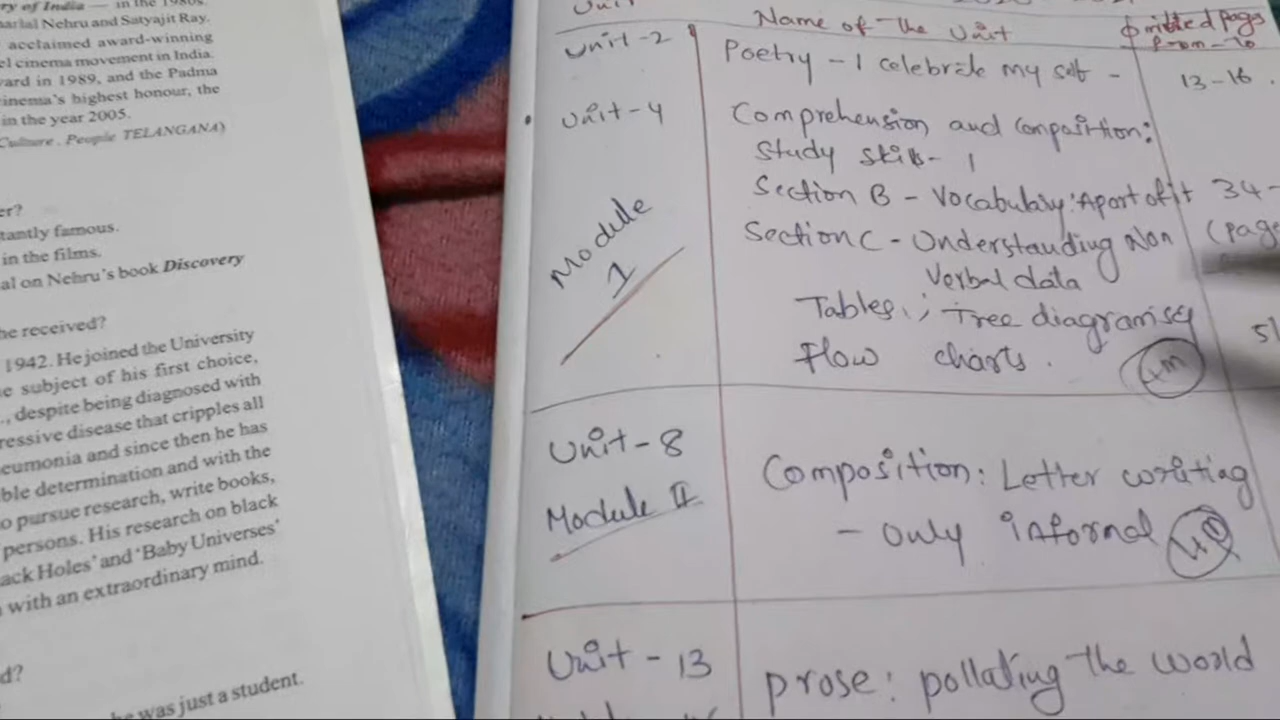 ry of India — in the 1980s.
Nehru and Satyajit Ray.
acclaimed award-winning
cinema movement in India.
in 1989, and the Padma
highest honour, the
in the year 2005.
Culture, People TELANGANA)
er?
tantly famous.
in the films.
al on Nehru's book Discovery
he received?
1942. He joined the University
e subject of his first choice,
., despite being diagnosed with
ressive disease that cripples all
eumonia and since then he has
ble determination and with the
o pursue research, write books,
persons. His research on black
ack Holes' and 'Baby Universes'
with an extraordinary mind.
d?
he was just a student.
Unit
Name of The Unit
omitted pages
from - To
Unit-2
Poetry - I celebrate my self -
13-16
Unit-4
Comprehension and Composition:
Study Skills- 1
Section B - Vocabulary: A part of it
34-
Section C - Understanding Non
(page
Verbal data
Module
1
Tables, ; Tree diagrams,
Flow charts.
4m
51
Unit-8
Module II
Composition: Letter writing
- Only informal
Unit - 13
prose: polluting The world